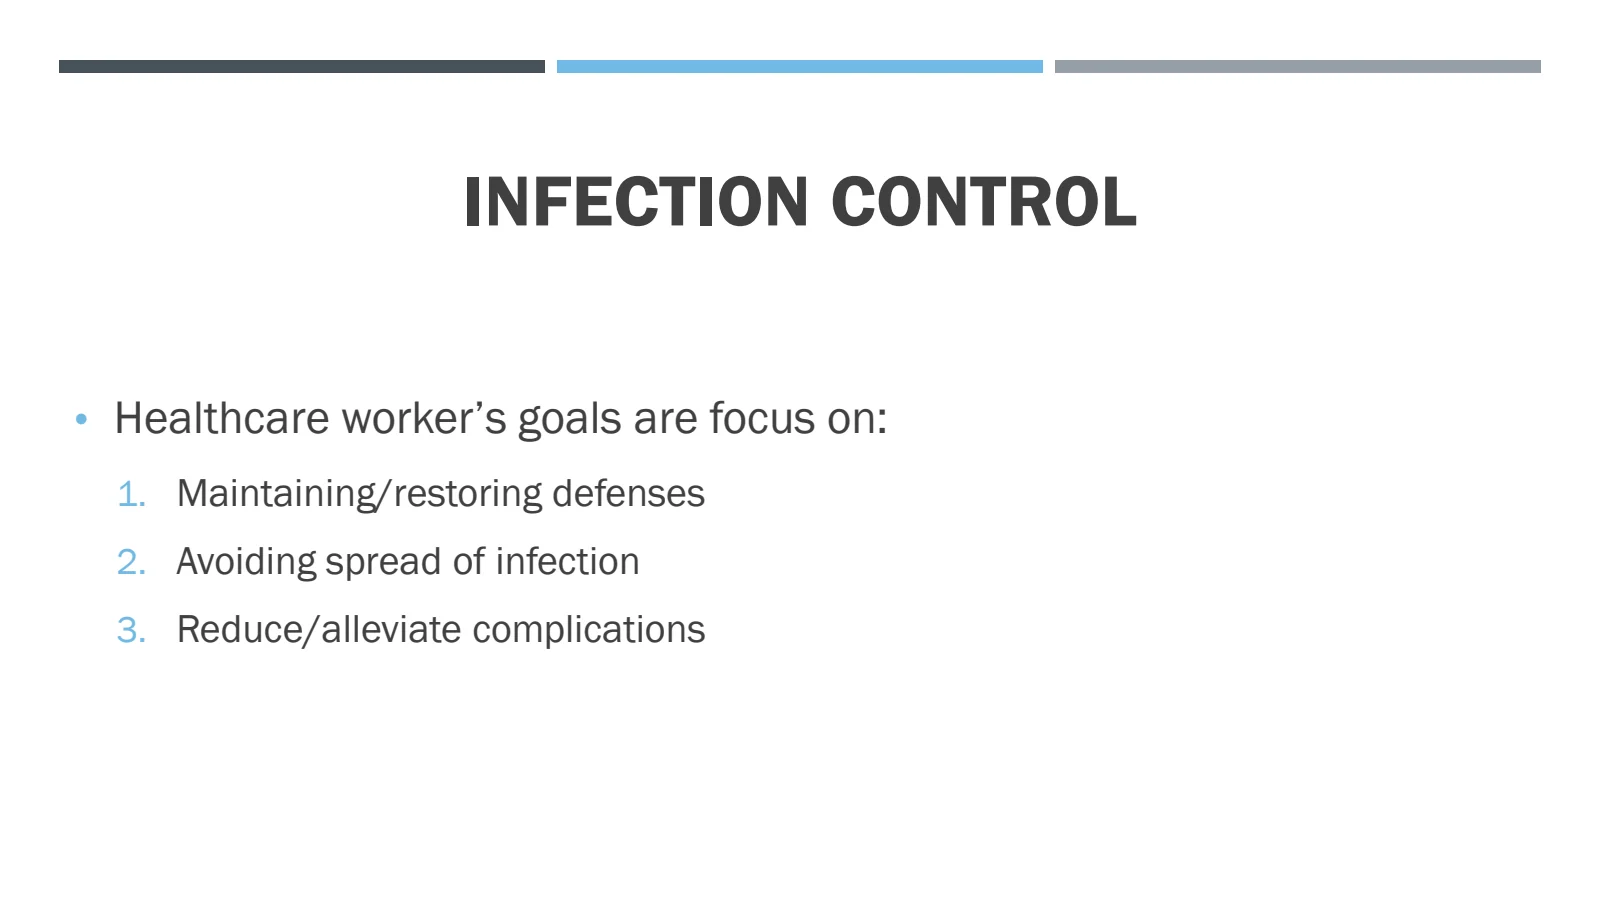 INFECTION CONTROL
• Healthcare worker’s goals are focus on:
1. Maintaining/restoring defenses
2. Avoiding spread of infection
3. Reduce/alleviate complications